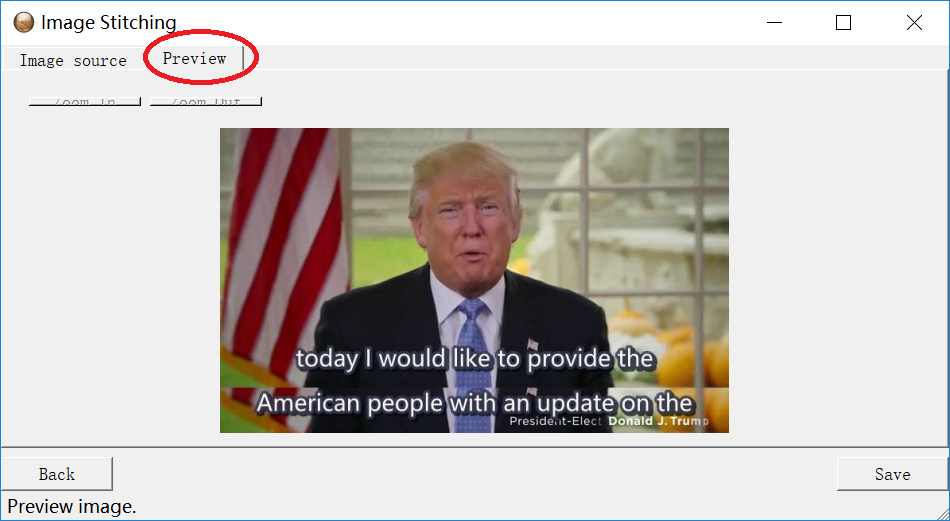 Image Stitching
Image source
Preview
Zoom In
Zoom Out
today I would like to provide the
American people with an update on the
President-Elect Donald J. Trump
Back
Save
Preview image.